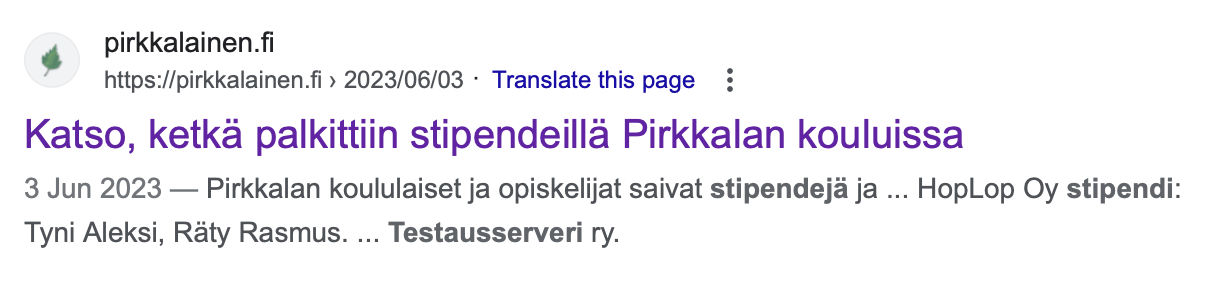 pirkkalainen.fi
https://pirkkalainen.fi › 2023/06/03 · Translate this page
Katso, ketkä palkittiin stipendeillä Pirkkalan kouluissa
3 Jun 2023 — Pirkkalan koululaiset ja opiskelijat saivat stipendejä ja ... HopLop Oy stipendi:
Tyni Aleksi, Räty Rasmus. ... Testausserveri ry.